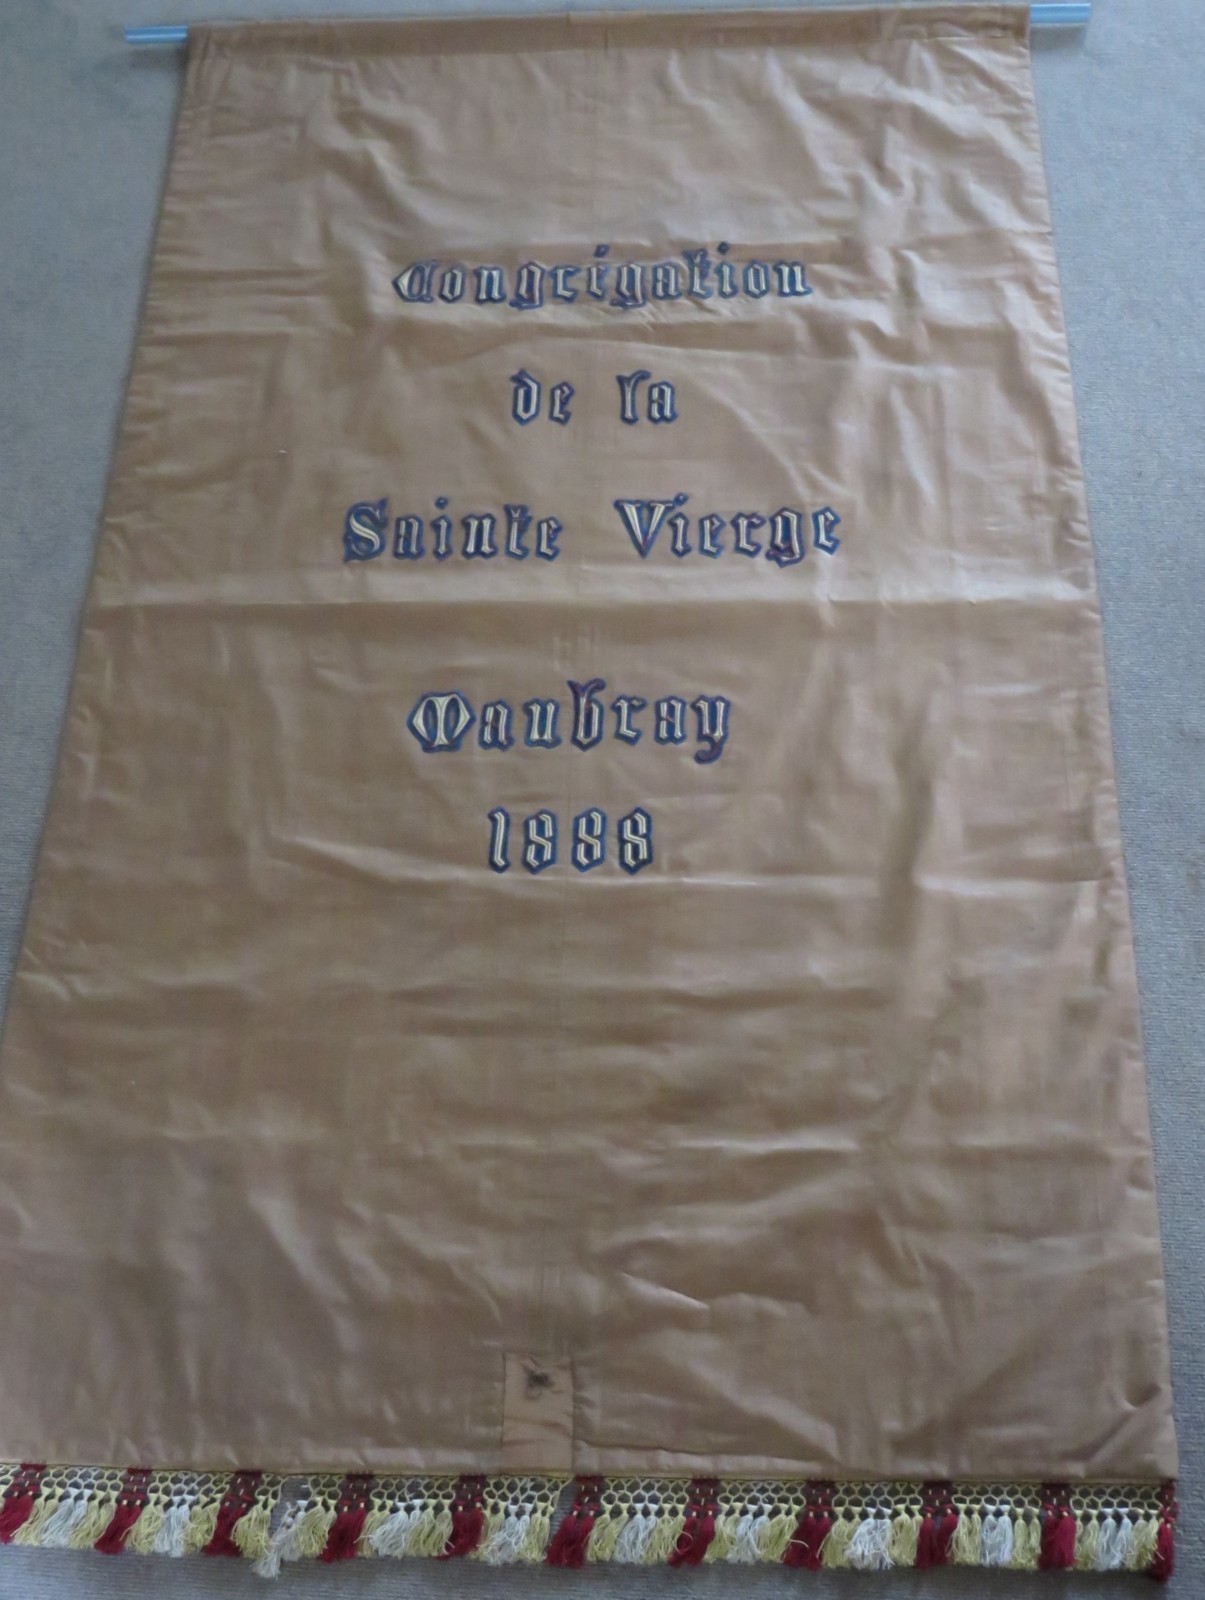 Congrégation
de la
Sainte Vierge
Maubray
1888